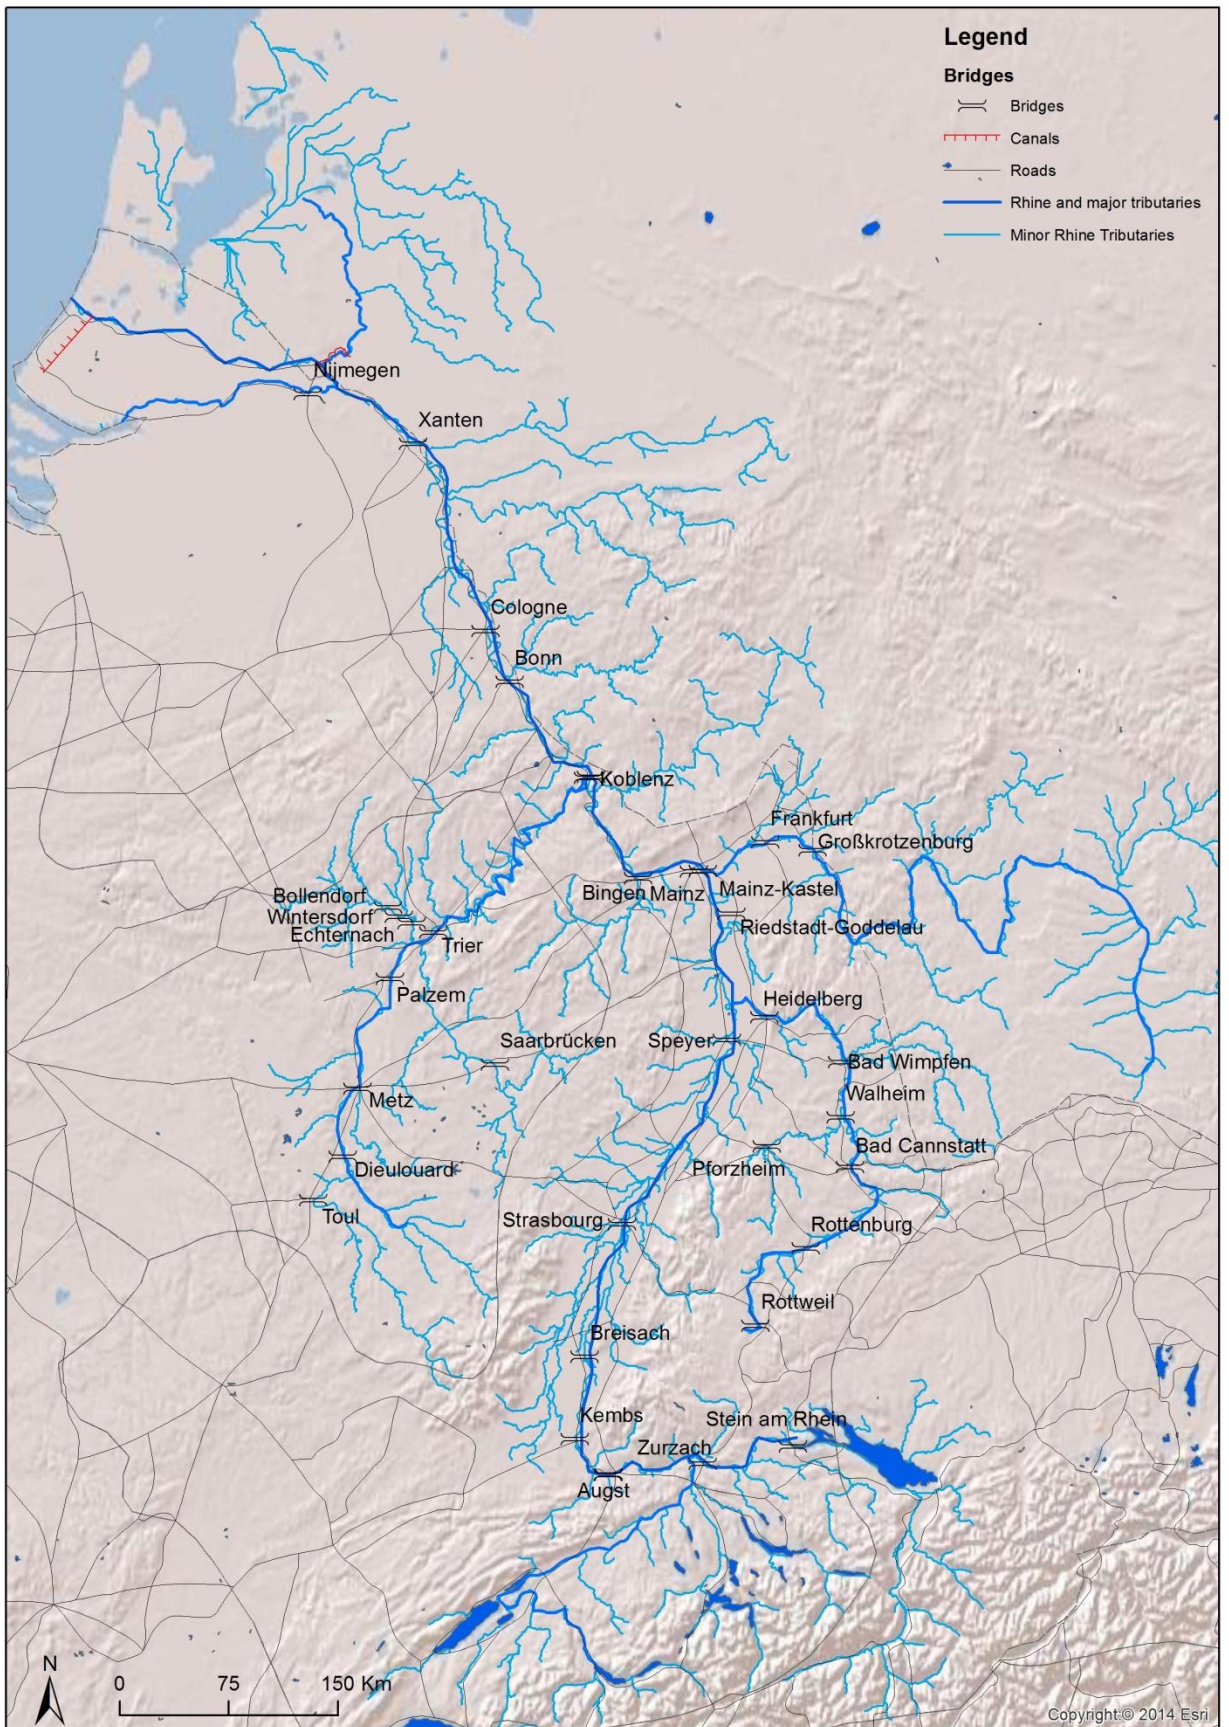 Legend
Bridges
Bridges
Canals
Roads
Rhine and major tributaries
Minor Rhine Tributaries
Nijmegen
Xanten
Cologne
Bonn
Koblenz
Frankfurt
Großkrotzenburg
Bollendorf
Bingen Mainz Mainz-Kastel
Wintersdorf
Echternach
Riedstadt-Goddelau
Trier
Palzem
Heidelberg
Saarbrücken
Speyer
Bad Wimpfen
Metz
Walheim
Bad Cannstatt
Dieulouard
Pforzheim
Toul
Strasbourg
Rottenburg
Rottweil
Breisach
Kembs
Stein am Rhein
Zurzach
Augst
N
0 75 150 Km
Copyright:© 2014 Esri